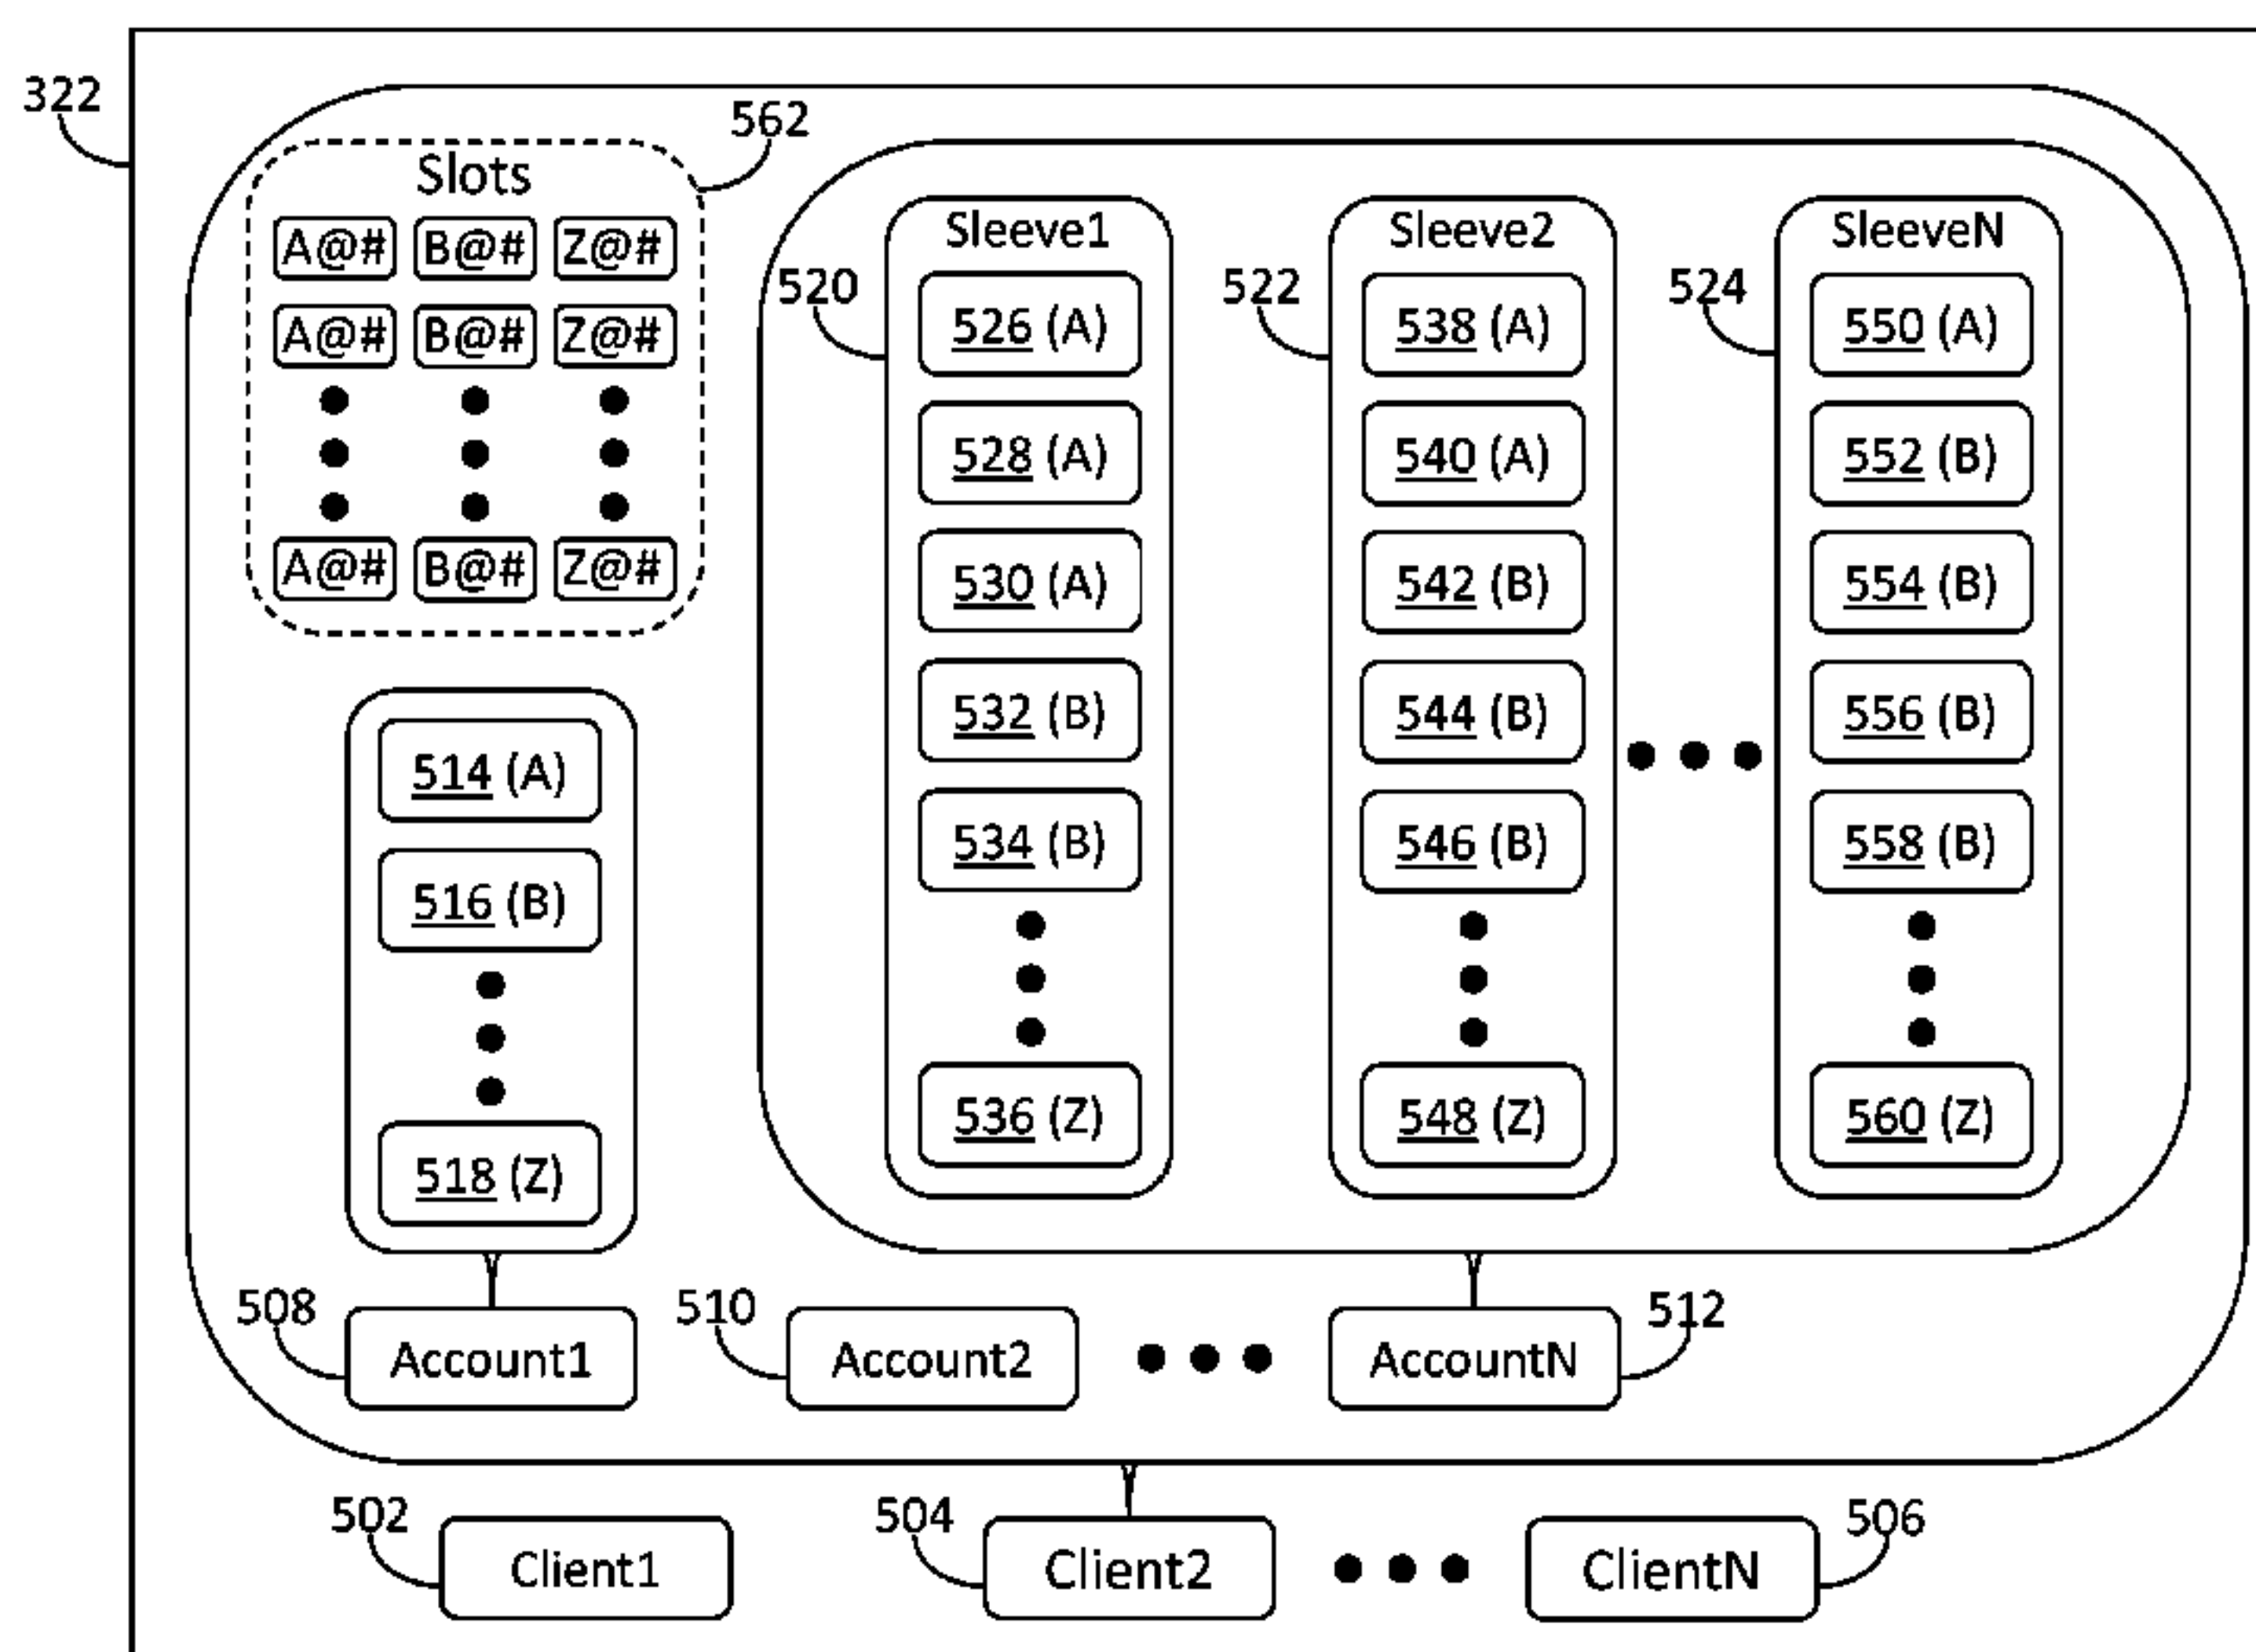 322
562
Slots
A@# B@# Z@#
A@# B@# Z@#
A@# B@# Z@#
Sleeve1
520
526 (A)
528 (A)
530 (A)
532 (B)
534 (B)
536 (Z)
Sleeve2
522
538 (A)
540 (A)
542 (B)
544 (B)
546 (B)
548 (Z)
SleeveN
524
550 (A)
552 (B)
554 (B)
556 (B)
558 (B)
560 (Z)
514 (A)
516 (B)
518 (Z)
508
Account1
510
Account2
AccountN
512
502
Client1
504
Client2
ClientN
506